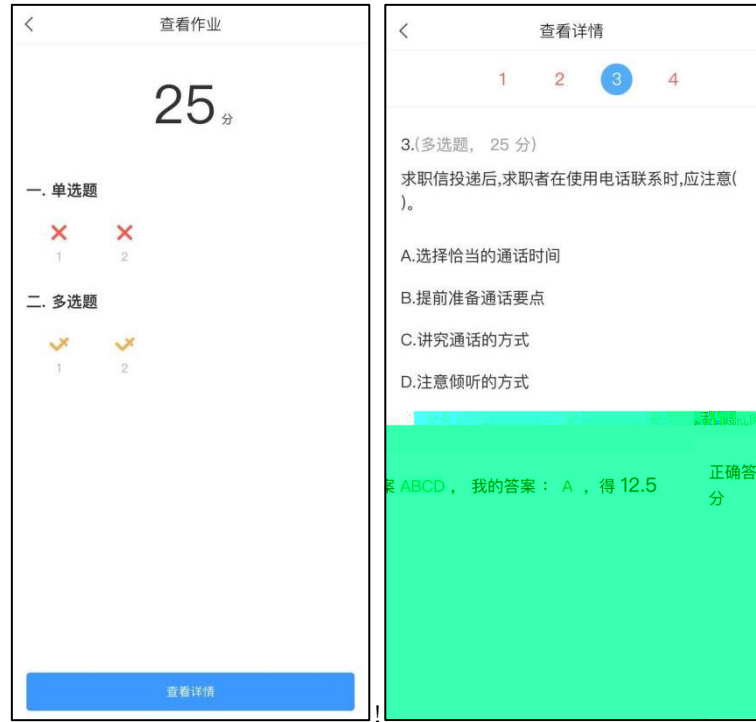 查看作业
25 分
一. 单选题
1 2
二. 多选题
1 2
查看详情
!
查看详情
1 2 3 4
3.(多选题, 25 分)
求职信投递后,求职者在使用电话联系时,应注意(
)。
A.选择恰当的通话时间
B.提前准备通话要点
C.讲究通话的方式
D.注意倾听的方式
正确答
案 ABCD , 我的答案： A ，得 12.5
分